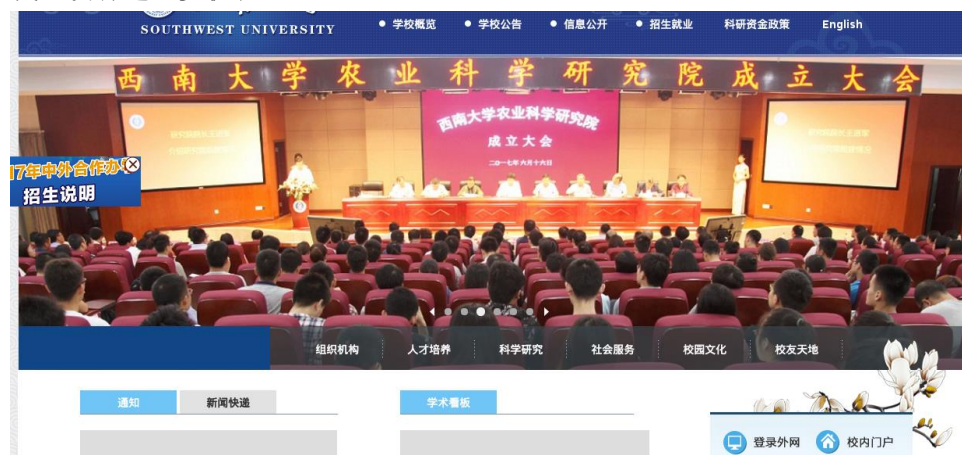 SOUTHWEST UNIVERSITY
学校概览
学校公告
信息公开
招生就业
科研资金政策
English
西南大学农业科学研究院成立大会
西南大学农业科学研究院
成立大会
二〇一七年六月十六日
17年中外合作办
招生说明
组织机构
人才培养
科学研究
社会服务
校园文化
校友天地
通知
新闻快递
学术看板
登录外网
校内门户